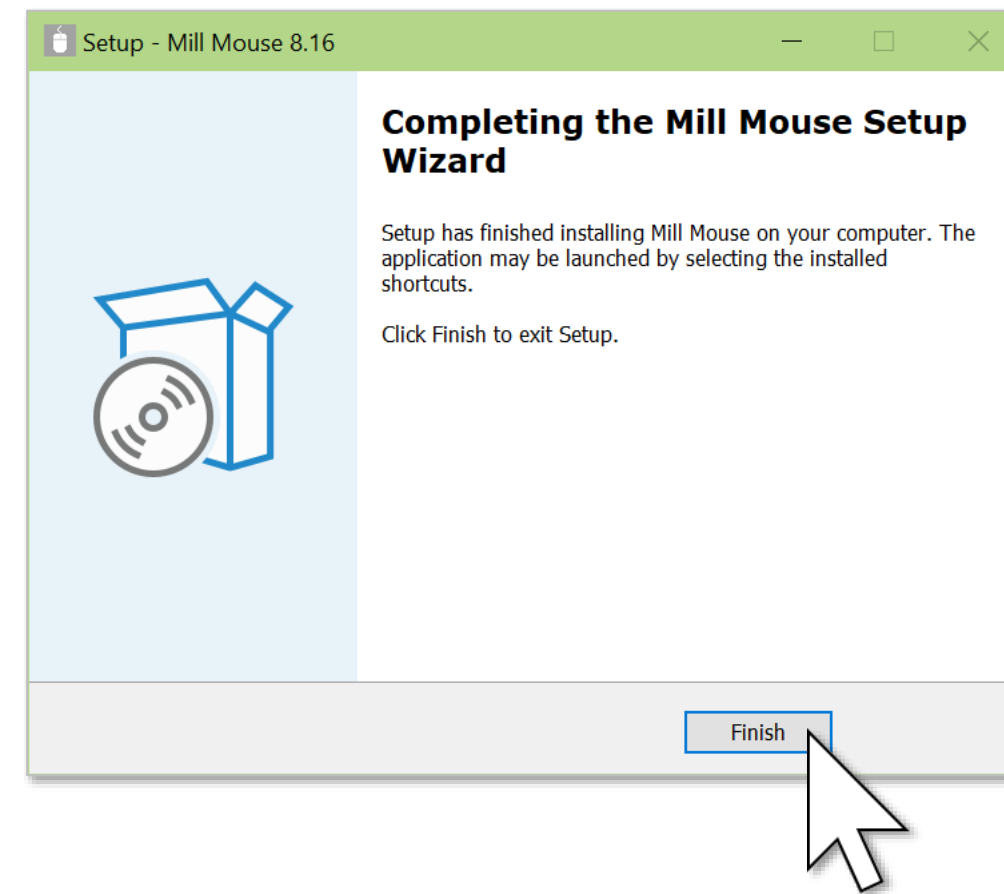 Setup - Mill Mouse 8.16
Completing the Mill Mouse Setup
Wizard
Setup has finished installing Mill Mouse on your computer. The
application may be launched by selecting the installed
shortcuts.
Click Finish to exit Setup.
Finish